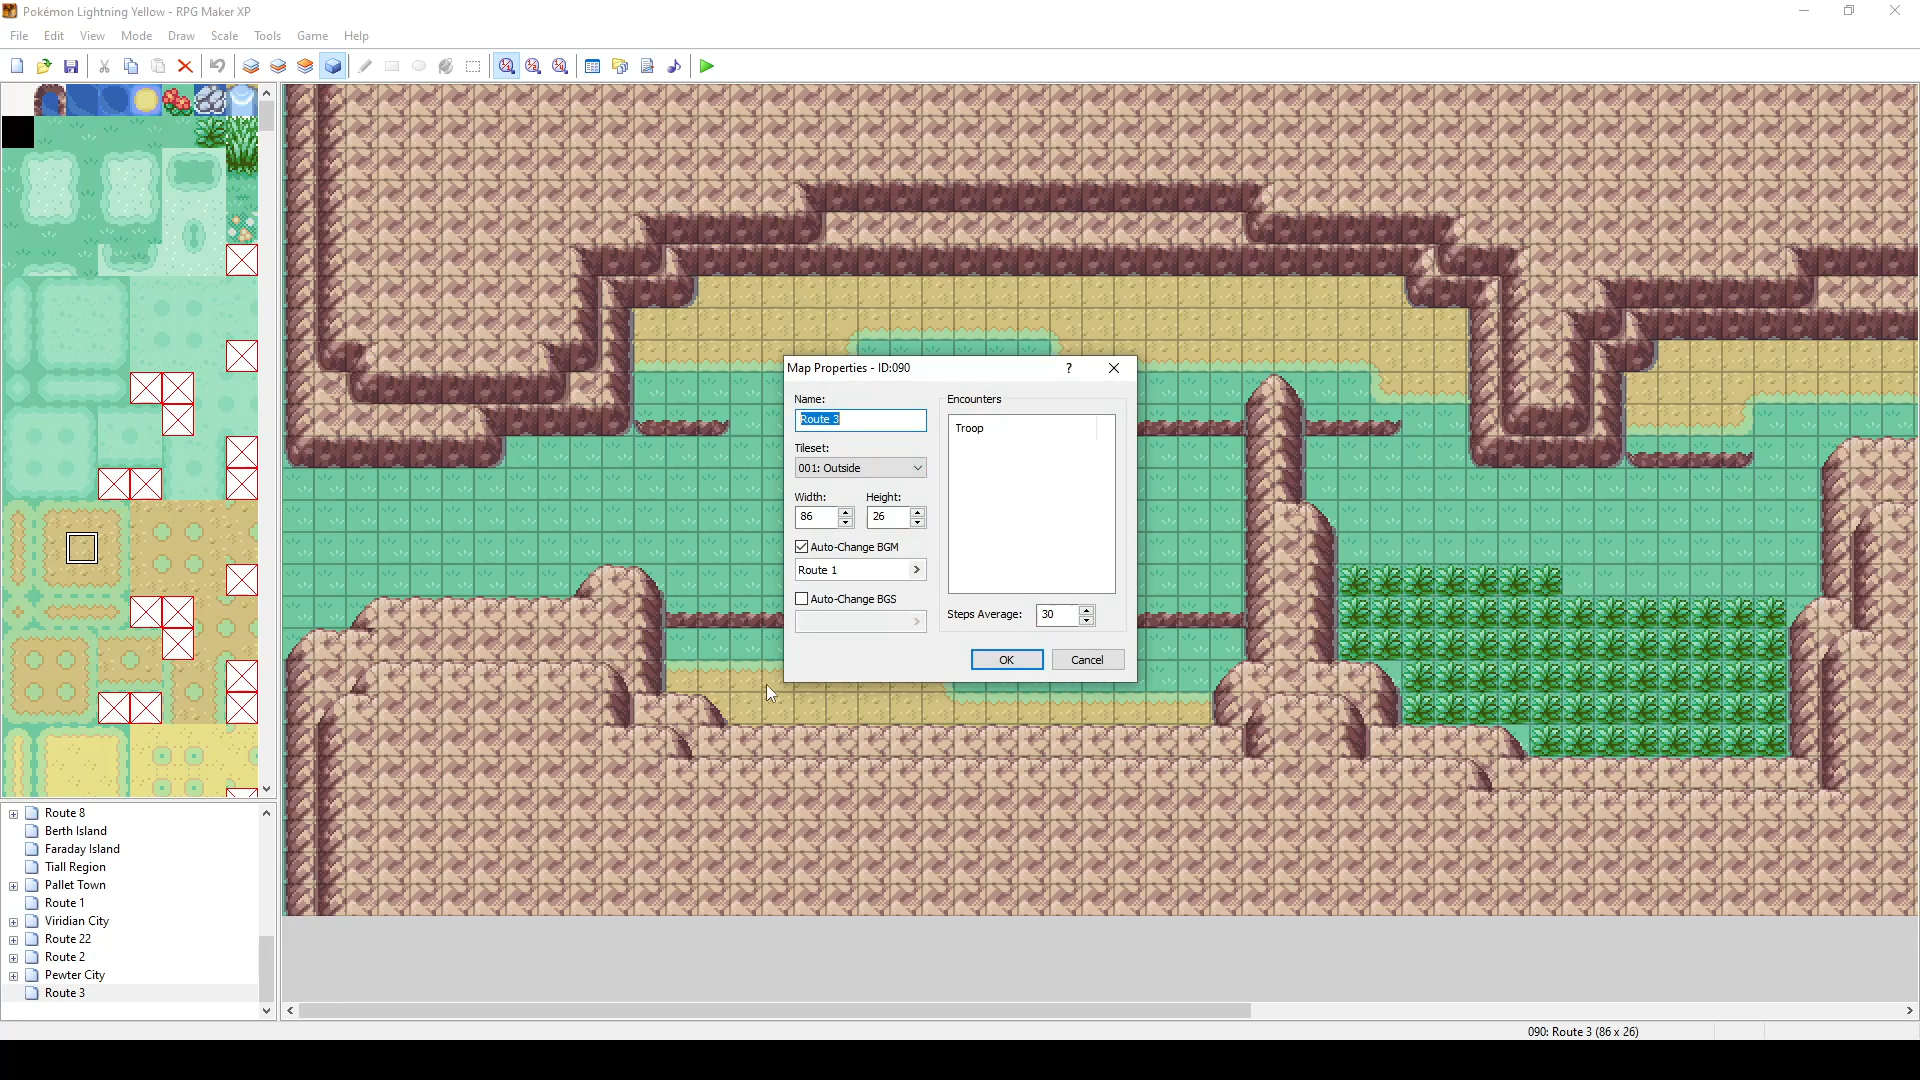 Pokémon Lightning Yellow - RPG Maker XP
File Edit View Mode Draw Scale Tools Game Help
Map Properties - ID:090
?
Name:
Route 3
Tileset:
001: Outside
Width:
Height:
86
26
Auto-Change BGM
Route 1
Auto-Change BGS
Encounters
Troop
Steps Average:
30
OK
Cancel
Route 8
Berth Island
Faraday Island
Tiall Region
Pallet Town
Route 1
Viridian City
Route 22
Route 2
Pewter City
Route 3
090: Route 3 (86 x 26)